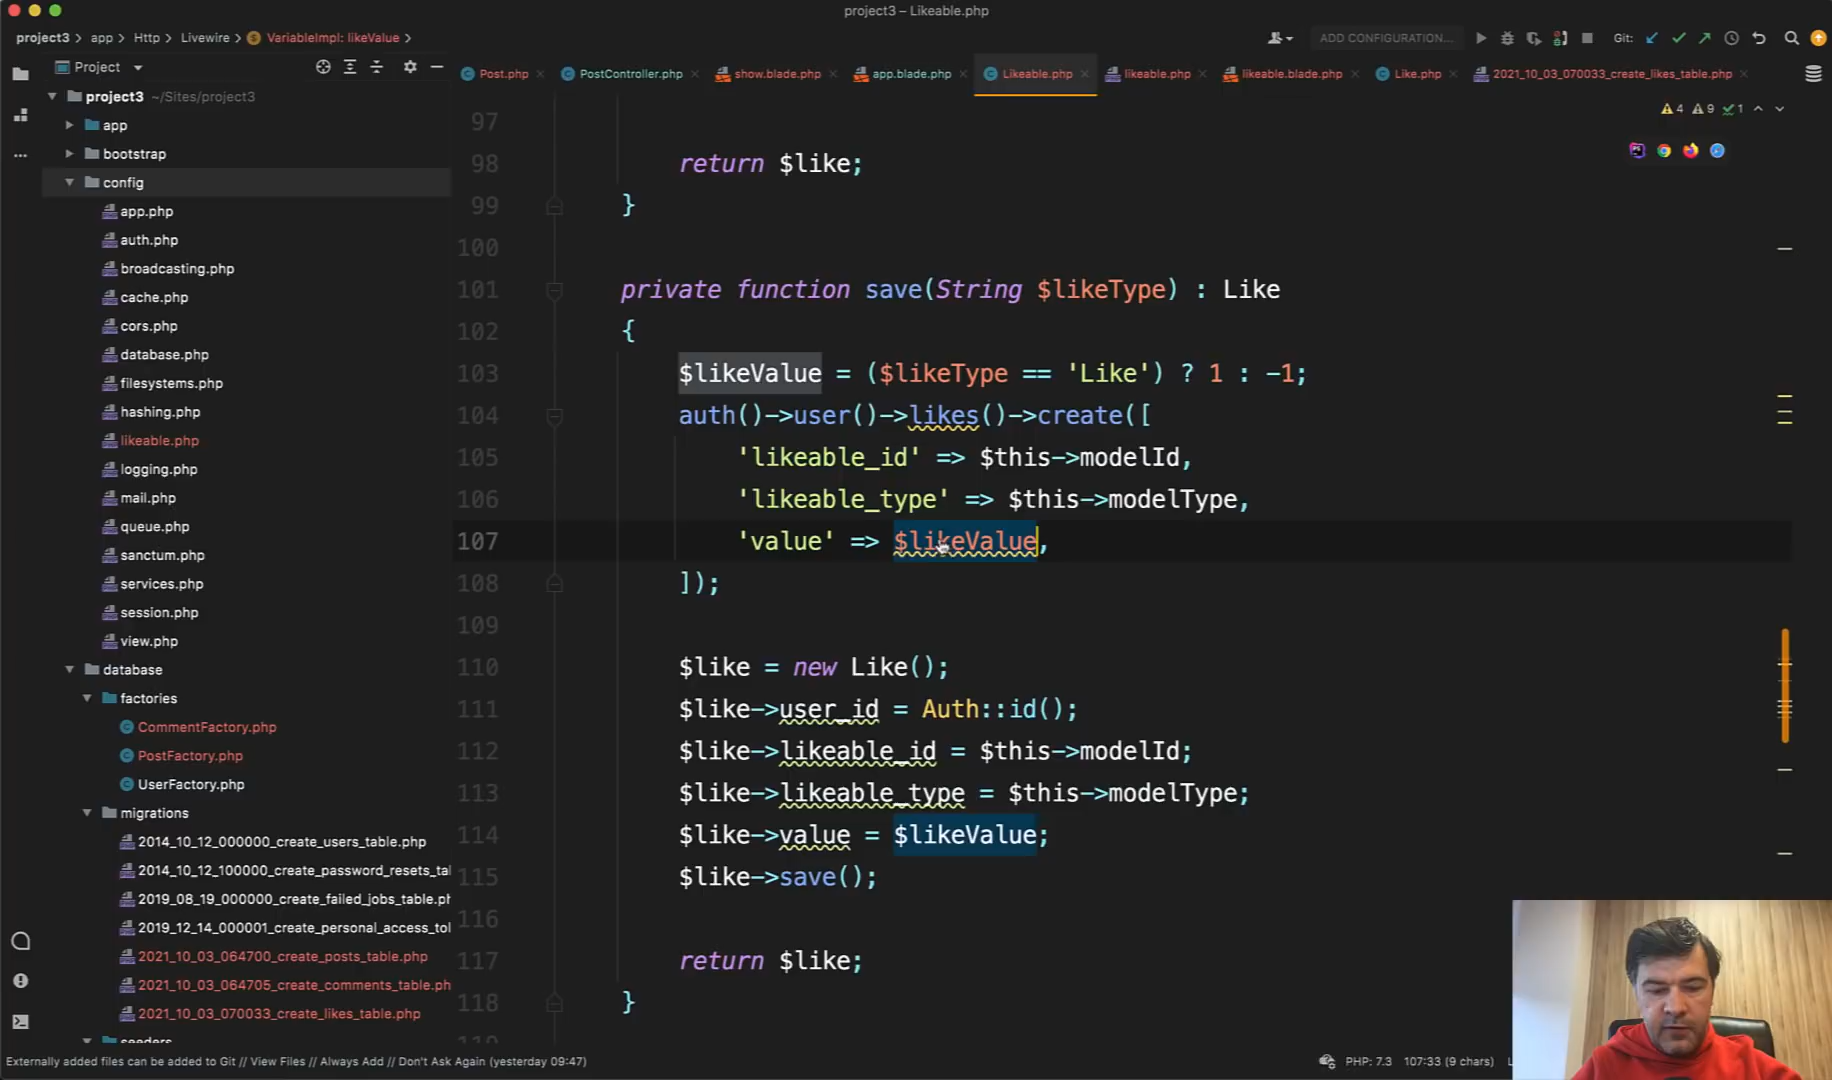 project3 – Likeable.php
project3 > app > Http > Livewire > VariableImpl: likeValue >
ADD CONFIGURATION...
Git:
Project
Post.php
PostController.php
show.blade.php
app.blade.php
Likeable.php
likeable.php
likeable.blade.php
Like.php
2021_10_03_070033_create_likes_table.php
4 9 1
project3 ~/Sites/project3
app
bootstrap
config
app.php
auth.php
broadcasting.php
cache.php
cors.php
database.php
filesystems.php
hashing.php
likeable.php
logging.php
mail.php
queue.php
sanctum.php
services.php
session.php
view.php
database
factories
CommentFactory.php
PostFactory.php
UserFactory.php
migrations
2014_10_12_000000_create_users_table.php
2014_10_12_100000_create_password_resets_ta
2019_08_19_000000_create_failed_jobs_table.ph
2019_12_14_000001_create_personal_access_to
2021_10_03_064700_create_posts_table.php
2021_10_03_064705_create_comments_table.ph
2021_10_03_070033_create_likes_table.php
seeders
97
98 return $like;
99 }
100
101 private function save(String $likeType) : Like
102 {
103 $likeValue = ($likeType == 'Like') ? 1 : -1;
104 auth()->user()->likes()->create([
105 'likeable_id' => $this->modelId,
106 'likeable_type' => $this->modelType,
107 'value' => $likeValue,
108 ]);
109
110 $like = new Like();
111 $like->user_id = Auth::id();
112 $like->likeable_id = $this->modelId;
113 $like->likeable_type = $this->modelType;
114 $like->value = $likeValue;
115 $like->save();
116
117 return $like;
118 }
Externally added files can be added to Git // View Files // Always Add // Don't Ask Again (yesterday 09:47)
PHP: 7.3 107:33 (9 chars)